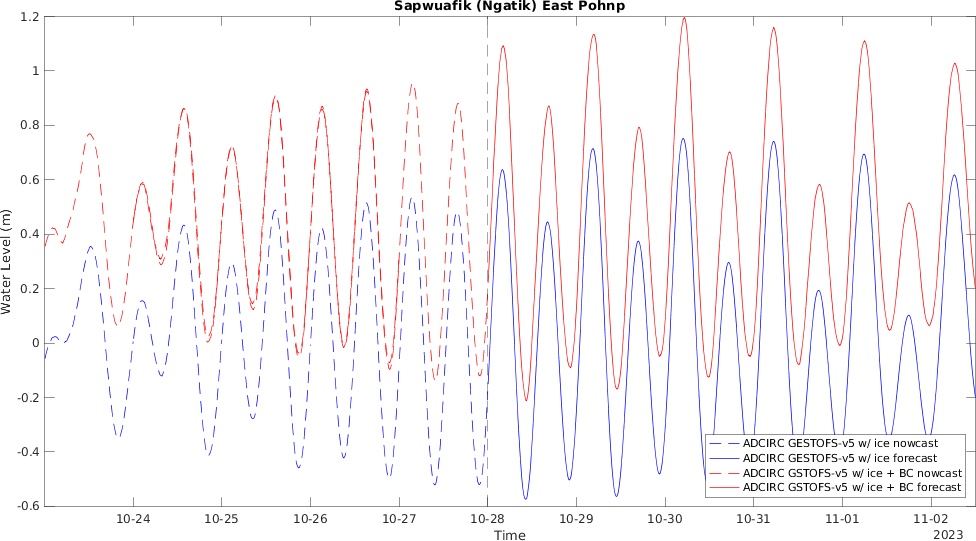 Sapwuafik (Ngatik) East Pohnp
1.2
1
0.8
0.6
0.4
0.2
0
-0.2
-0.4
-0.6
Water Level (m)
ADCIRC GESTOFS-v5 w/ ice nowcast
ADCIRC GESTOFS-v5 w/ ice forecast
ADCIRC GSTOFS-v5 w/ ice + BC nowcast
ADCIRC GSTOFS-v5 w/ ice + BC forecast
10-24 10-25 10-26 10-27 10-28 10-29 10-30 10-31 11-01 11-02
Time
2023